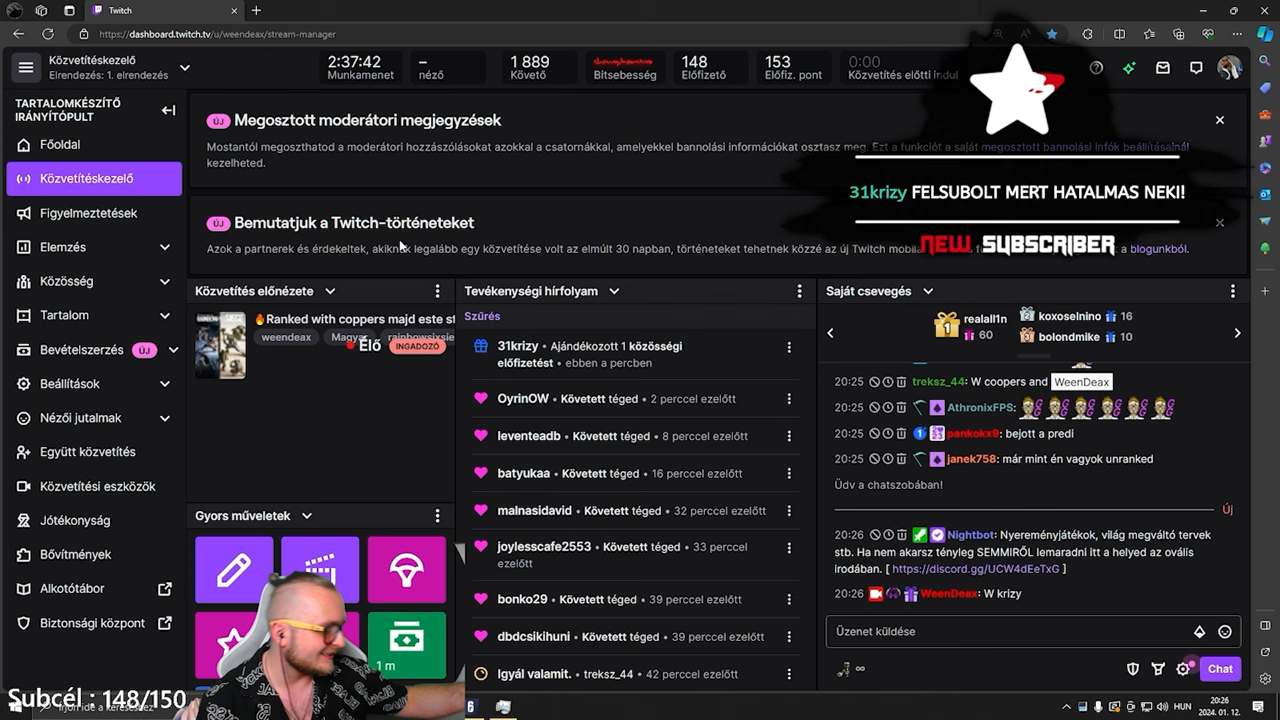 Twitch
https://dashboard.twitch.tv/u/weendeax/stream-manager
Közvetítéskezelő
Elrendezés: 1. elrendezés
2:37:42
Munkamenet
–
néző
1 889
Követő
Bitsebesség
148
Előfizető
153
Előfiz. pont
0:00
Közvetítés előtti indul
TARTALOMKÉSZÍTŐ
IRÁNYÍTÓPULT
Főoldal
Közvetítéskezelő
Figyelmeztetések
Elemzés
Közösség
Tartalom
Bevételszerzés ÚJ
Beállítások
Nézői jutalmak
Együtt közvetítés
Közvetítési eszközök
Jótékonyság
Bővítmények
Alkotótábor
Biztonsági központ
ÚJ Megosztott moderátori megjegyzések
Mostantól megoszthatod a moderátori hozzászólásokat azokkal a csatornákkal, amelyekkel bannolási információkat osztasz meg. Ezt a funkciót a saját megosztott bannolási infók beállításainál
kezelheted.
ÚJ Bemutatjuk a Twitch-történeteket
Azok a partnerek és értékeltek, akiknek legalább egy közvetítése volt az elmúlt 30 napban, történeteket tehetnek közzé az új Twitch a blogunkból.
31krizy FELSUBOLT MERT HATALMAS NEKI!
NEW SUBSCRIBER
Közvetítés előnézete
🔥Ranked with coppers majd este st
weendeax
rainbowsixsie
Élő
INGADOZÓ
Gyors műveletek
1 m
Tevékenységi hírfolyam
Szűrés
31krizy • Ajándékozott 1 közösségi
előfizetést • ebben a percben
OyrinOW • Követett téged • 2 perccel ezelőtt
leventeadb • Követett téged • 8 perccel ezelőtt
batyukaa • Követett téged • 16 perccel ezelőtt
malnasidavid • Követett téged • 32 perccel ezelőtt
joylesscafe2553 • Követett téged • 33 perccel
ezelőtt
bonko29 • Követett téged • 39 perccel ezelőtt
dbdcsikihuni • Követett téged • 39 perccel ezelőtt
Igyál valamit. • treksz_44 • 42 perccel ezelőtt
Saját csevegés
1 realall1n 60
2 koxoselnino 16
3 bolondmike 10
20:25 treksz_44: W coopers and WeenDeax
20:25 AthronixFPS:
20:25 pankokx9: bejott a predi
20:25 janek758: már mint én vagyok unranked
Üdv a chatszobában!
Új
20:26 Nightbot: Nyereményjátékok, világ megváltó tervek
stb. Ha nem akarsz tényleg SEMMIRŐL lemaradni itt a helyed az ovális
irodában. [ https://discord.gg/UCW4dEeTxG ]
20:26 WeenDeax: W krizy
Üzenet küldése
∞
Chat
Subcél : 148/150
HUN
20:26
2024. 01. 12.